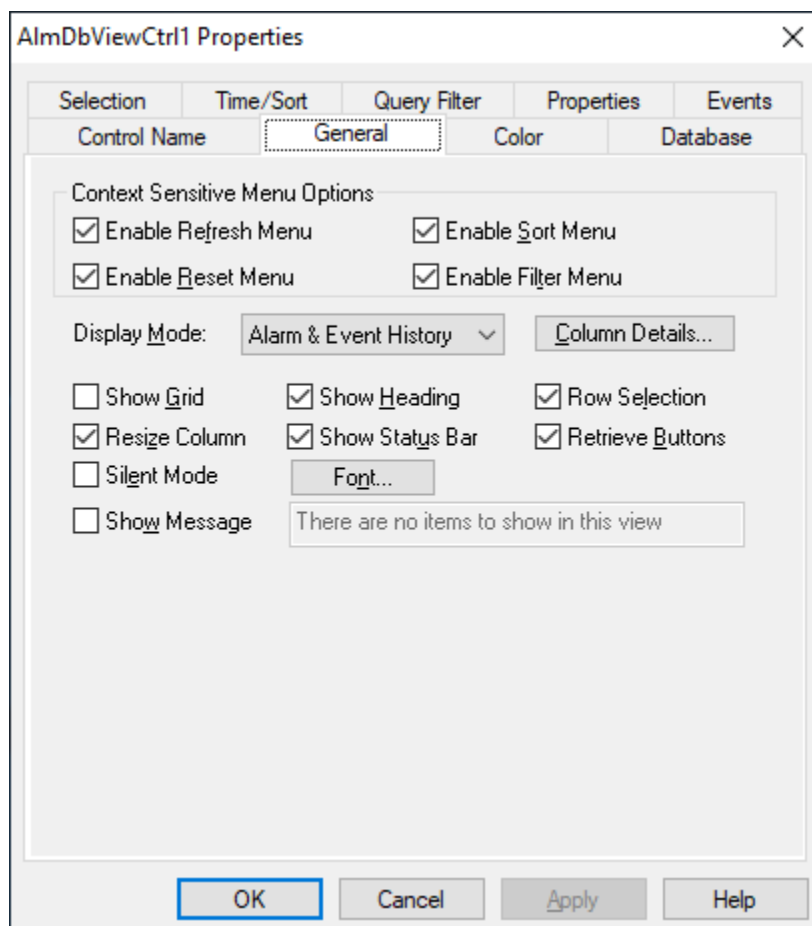 AlmDbViewCtrl1 Properties
Selection Time/Sort Query Filter Properties Events
Control Name General Color Database
Context Sensitive Menu Options
Enable Refresh Menu Enable Sort Menu
Enable Reset Menu Enable Filter Menu
Display Mode: Alarm & Event History Column Details...
Show Grid Show Heading Row Selection
Resize Column Show Status Bar Retrieve Buttons
Silent Mode Font...
Show Message There are no items to show in this view
OK Cancel Apply Help